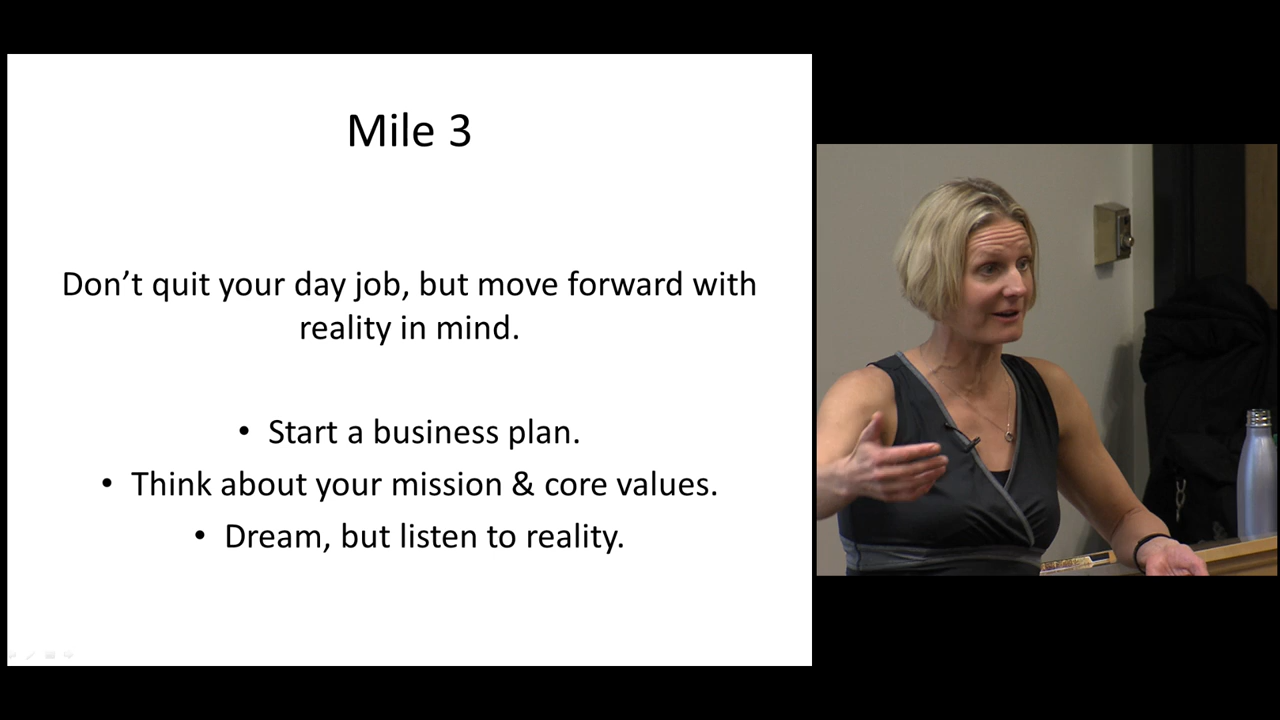 Mile 3
Don’t quit your day job, but move forward with
reality in mind.
• Start a business plan.
• Think about your mission & core values.
• Dream, but listen to reality.